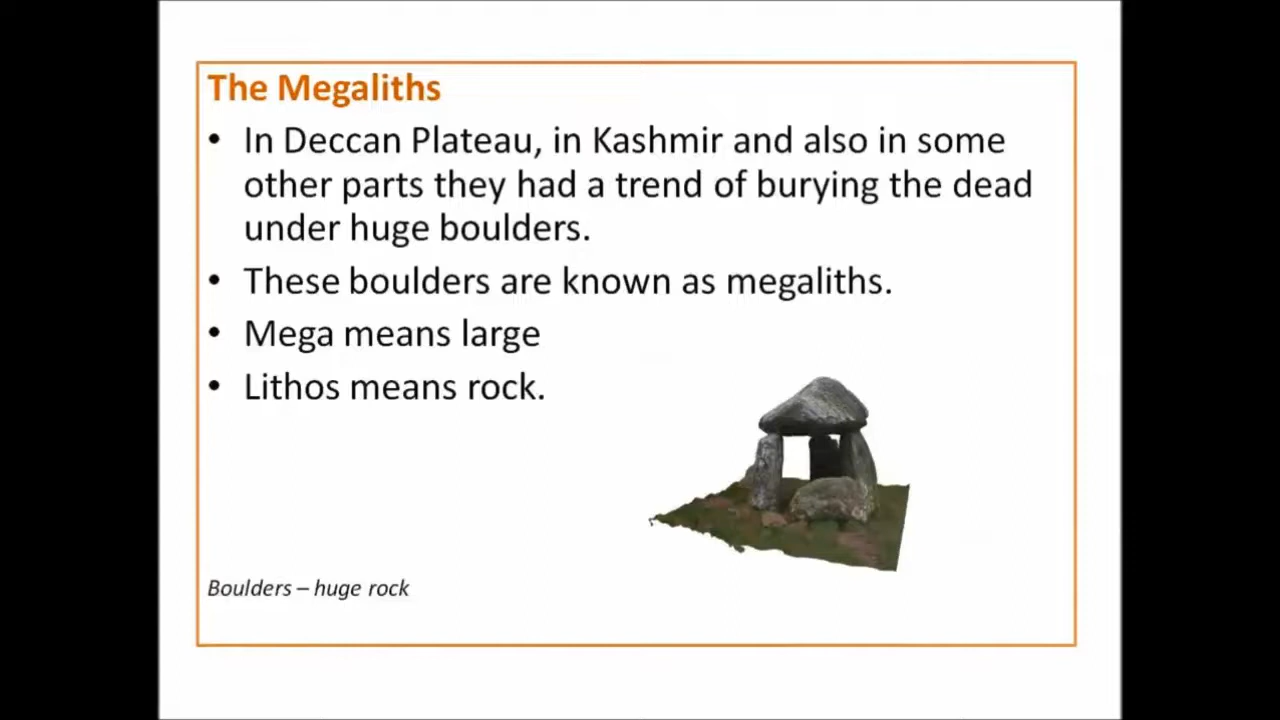 The Megaliths
• In Deccan Plateau, in Kashmir and also in some
other parts they had a trend of burying the dead
under huge boulders.
• These boulders are known as megaliths.
• Mega means large
• Lithos means rock.
Boulders – huge rock